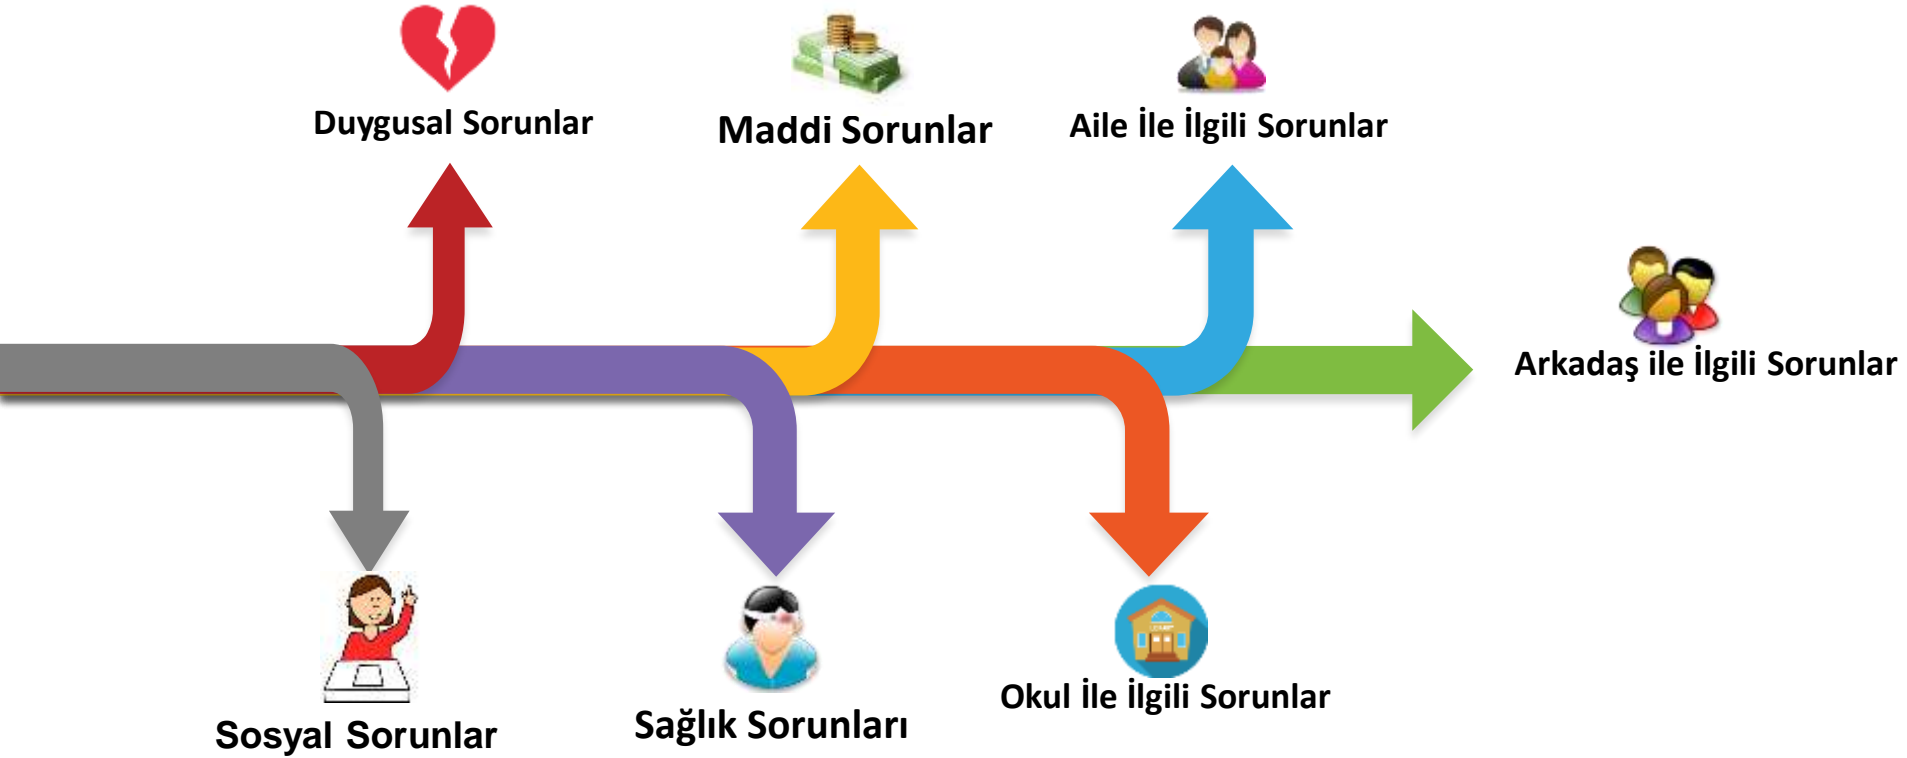 Duygusal Sorunlar
Maddi Sorunlar
Aile İle İlgili Sorunlar
Arkadaş ile İlgili Sorunlar
Sosyal Sorunlar
Sağlık Sorunları
Okul İle İlgili Sorunlar